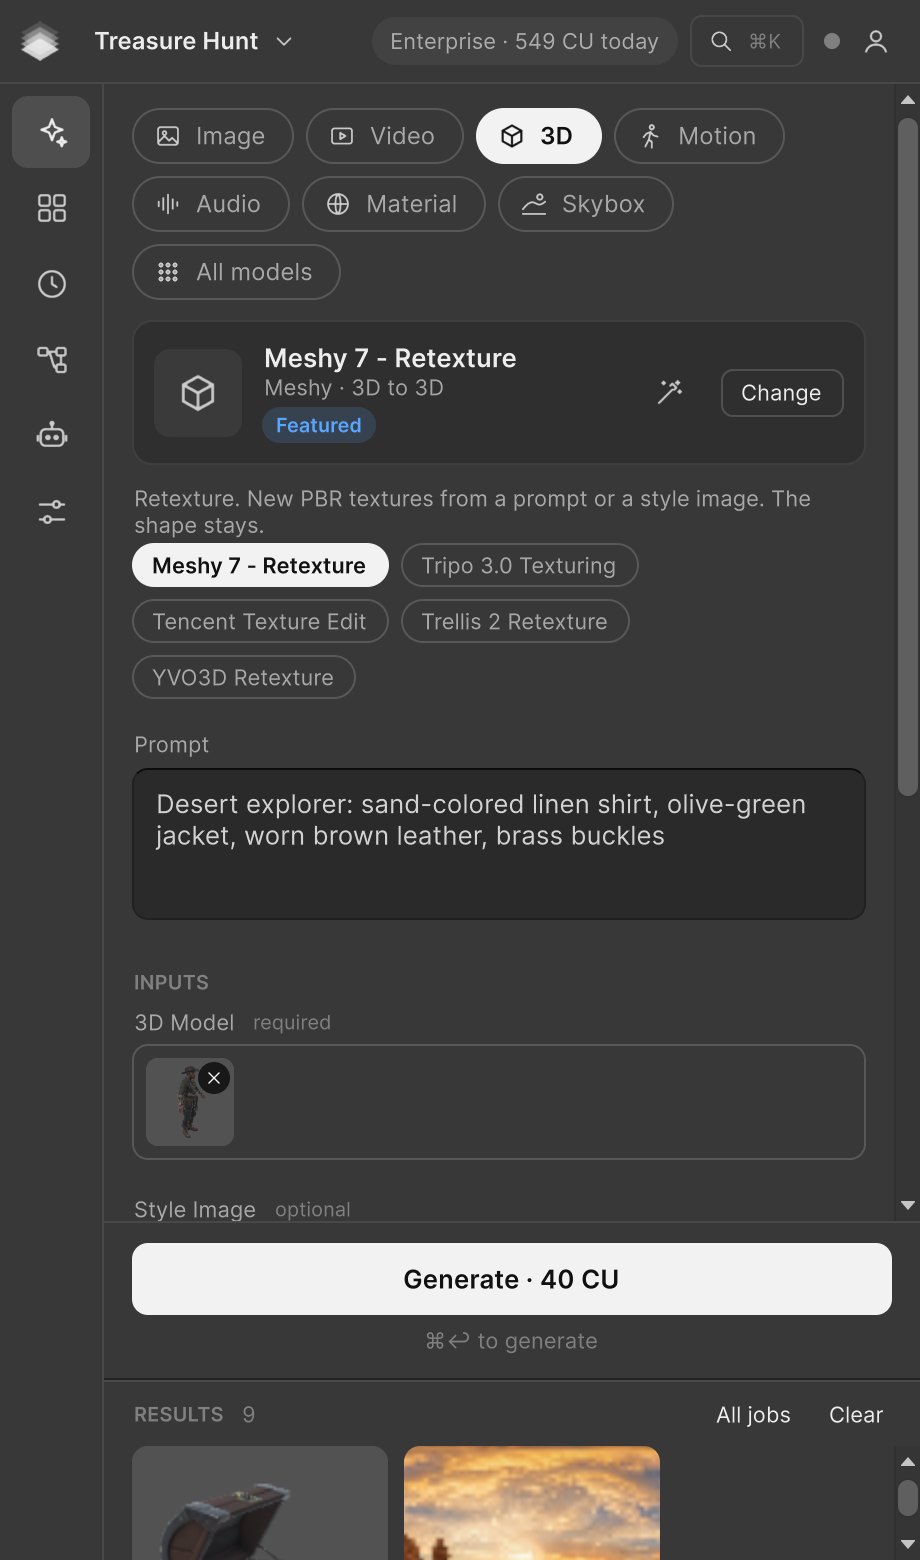 Treasure Hunt
Enterprise · 549 CU today
⌘K
Image
Video
3D
Motion
Audio
Material
Skybox
All models
Meshy 7 - Retexture
Meshy · 3D to 3D
Featured
Change
Retexture. New PBR textures from a prompt or a style image. The
shape stays.
Meshy 7 - Retexture
Tripo 3.0 Texturing
Tencent Texture Edit
Trellis 2 Retexture
YVO3D Retexture
Prompt
Desert explorer: sand-colored linen shirt, olive-green
jacket, worn brown leather, brass buckles
INPUTS
3D Model required
Style Image optional
Generate · 40 CU
⌘↩ to generate
RESULTS 9
All jobs
Clear